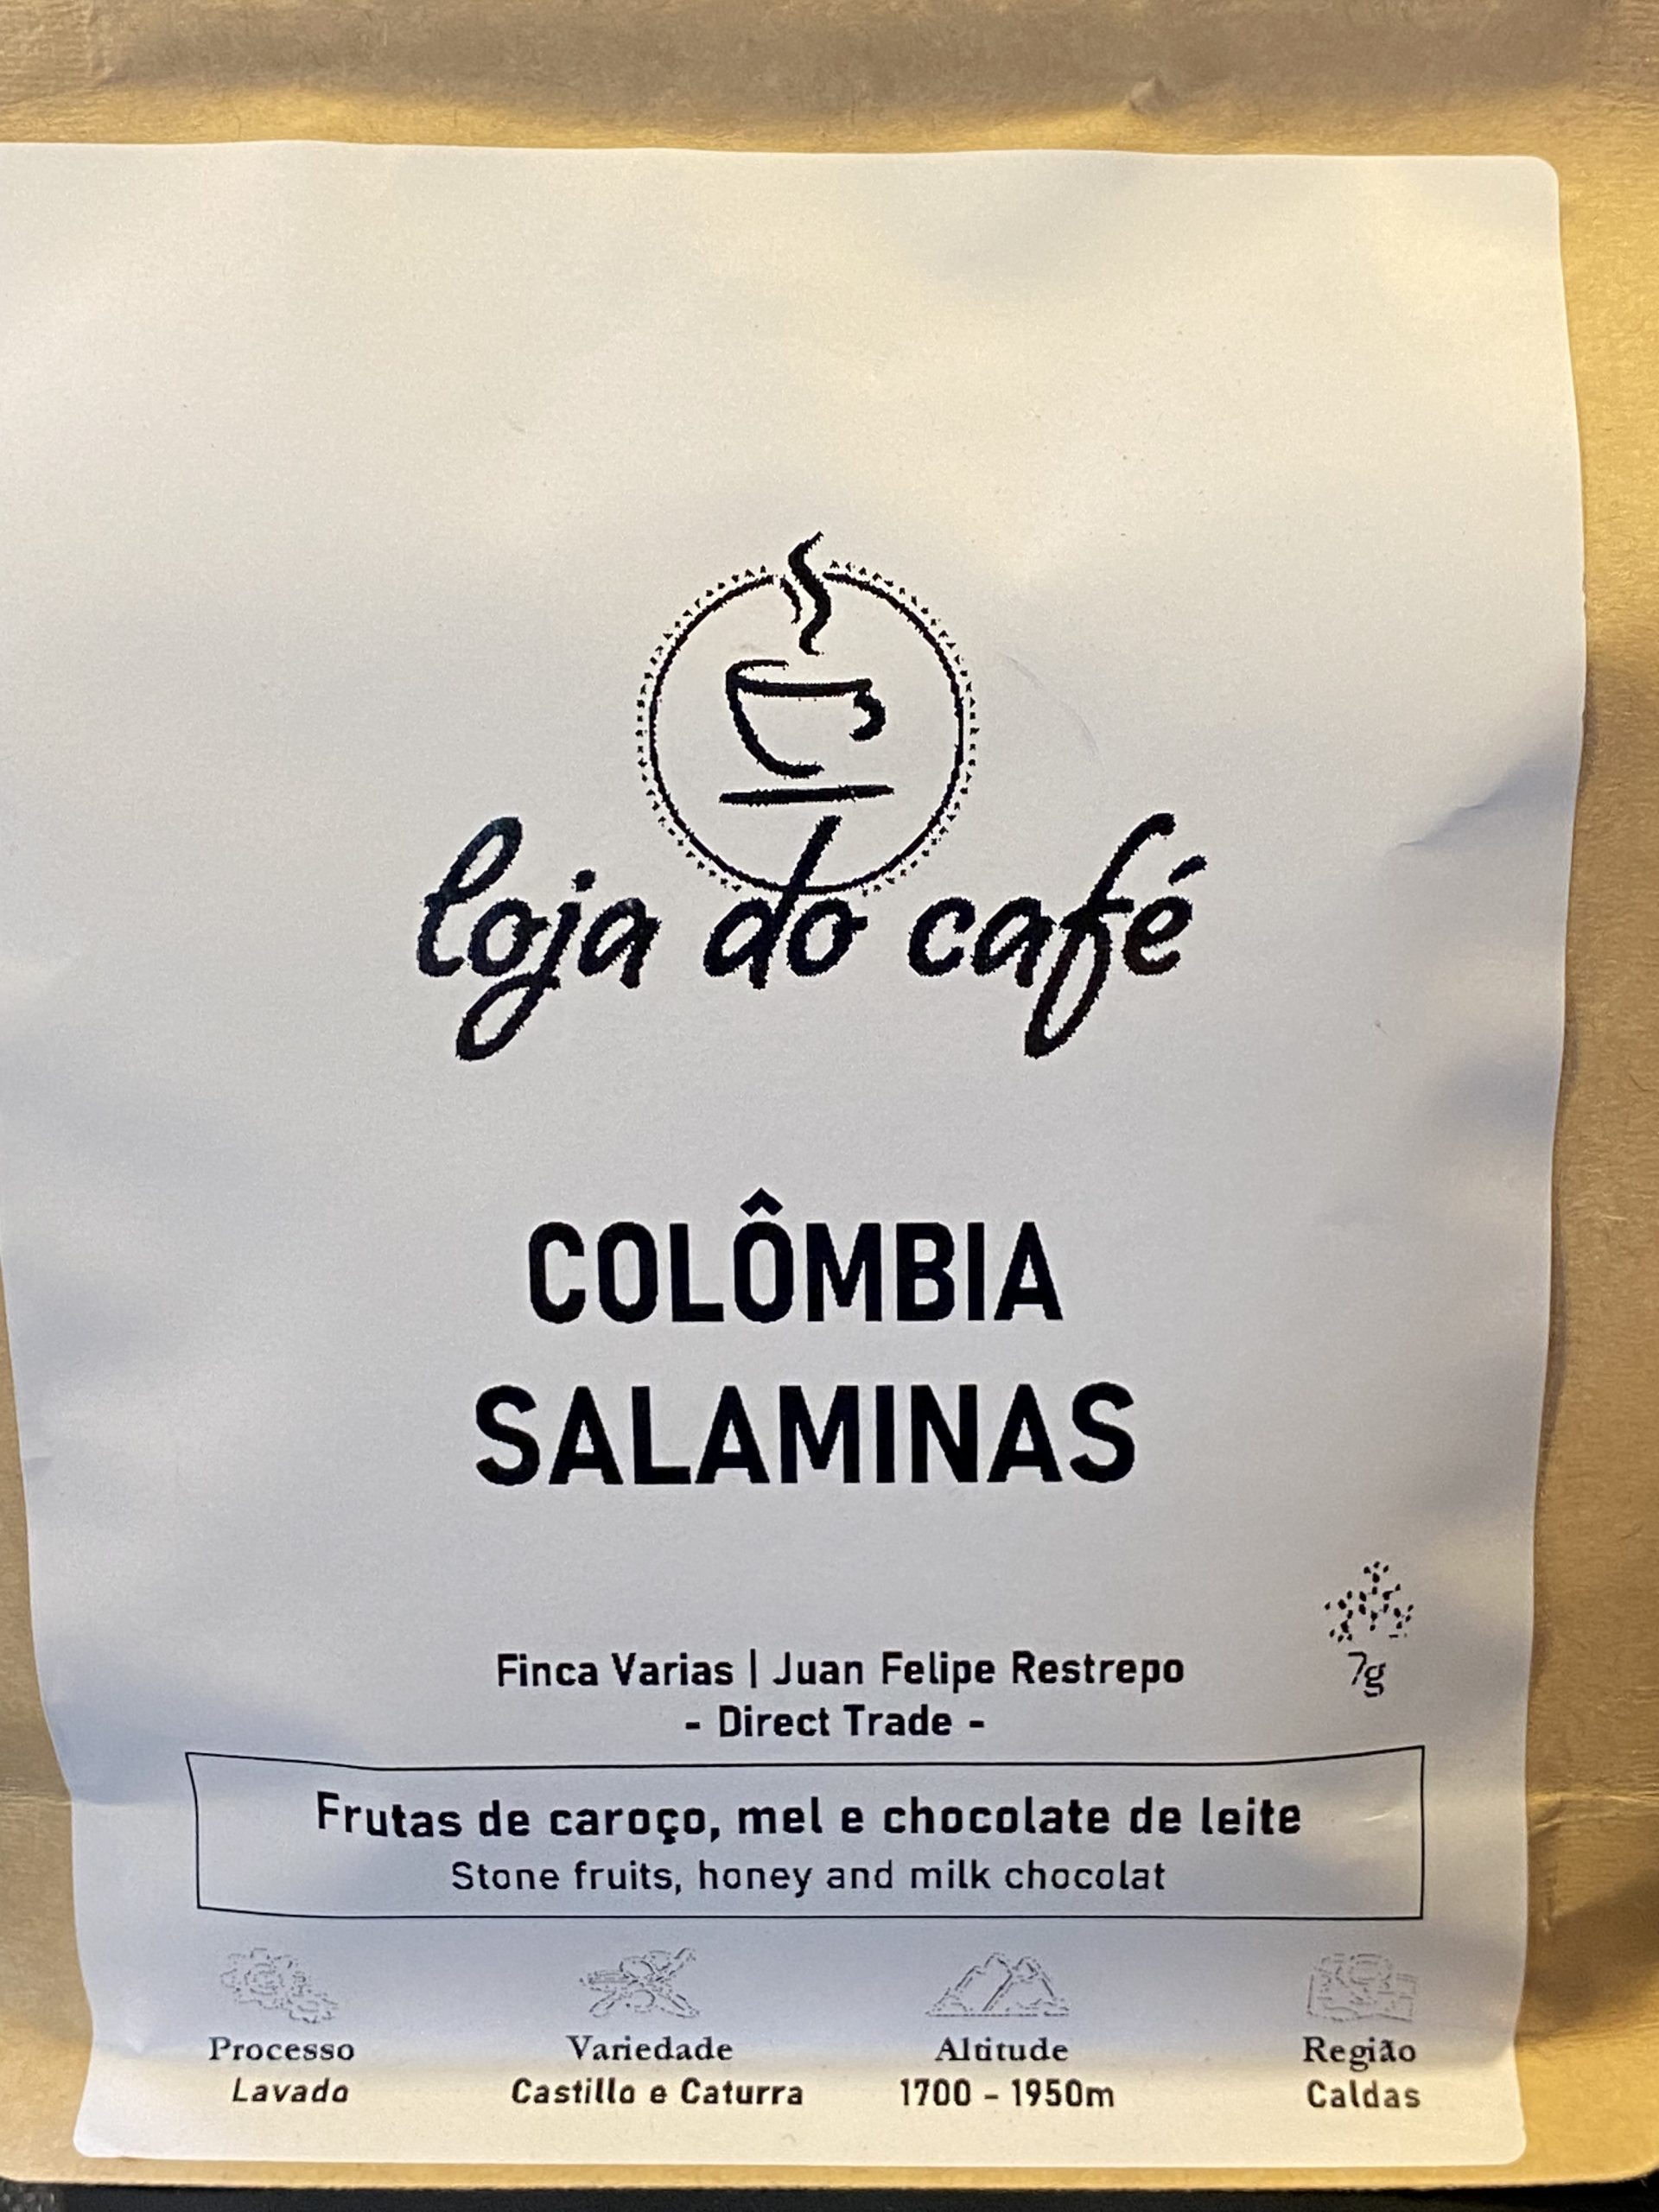 loja do café
COLÔMBIA
SALAMINAS
Finca Varias | Juan Felipe Restrepo
- Direct Trade -
7g
Frutas de caroço, mel e chocolate de leite
Stone fruits, honey and milk chocolat
Processo
Lavado
Variedade
Castillo e Caturra
Altitude
1700 - 1950m
Região
Caldas